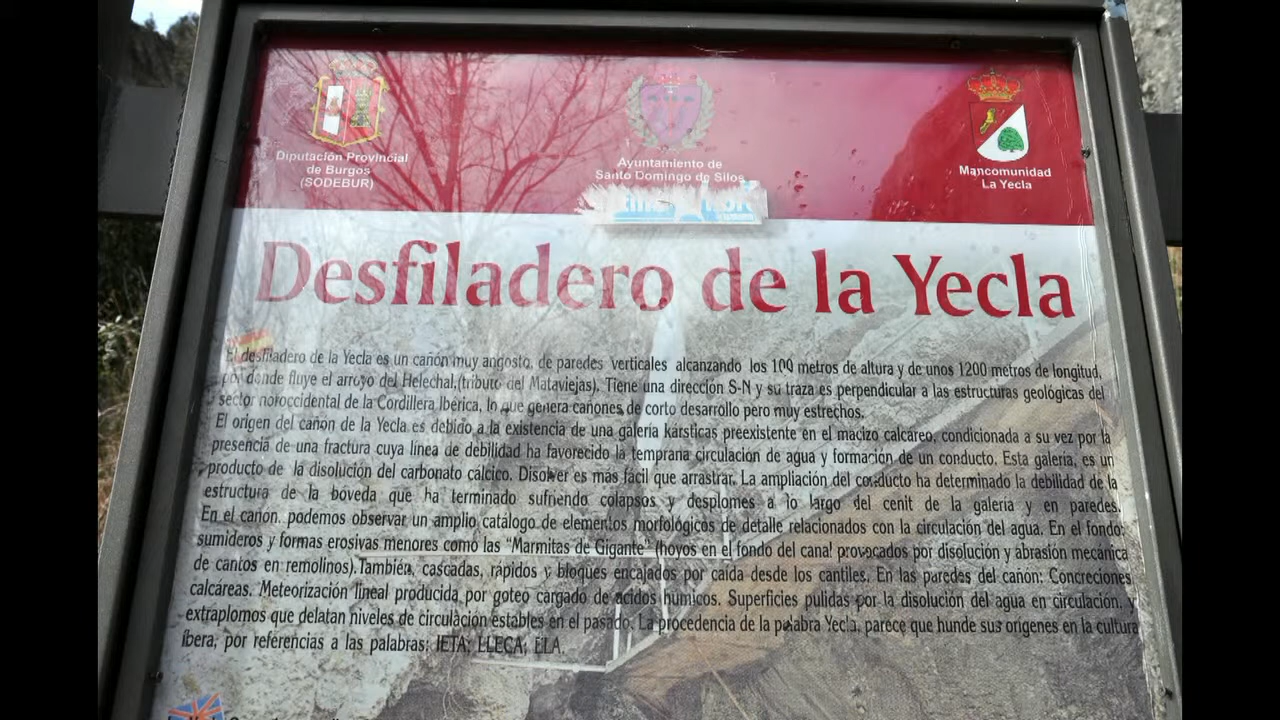 Diputación Provincial
de Burgos
(SODEBUR)
Ayuntamiento de
Santo Domingo de Silos
Mancomunidad
La Yecla
Desfiladero de la Yecla
El desfiladero de la Yecla es un cañón muy angosto, de paredes verticales alcanzando los 100 metros de altura y de unos 1200 metros de longitud,
por donde fluye el arroyo del Helechal,(tributo del Mataviejas). Tiene una dirección S-N y su traza es perpendicular a las estructuras geológicas del
sector noroccidental de la Cordillera Ibérica, lo que genera cañones de corto desarrollo pero muy estrechos.
El origen del cañón de la Yecla es debido a la existencia de una galería kársticas preexistente en el macizo calcáreo, condicionada a su vez por la
presencia de una fractura cuya línea de debilidad ha favorecido la temprana circulación de agua y formación de un conducto. Esta galería, es un
producto de la disolución del carbonato cálcico. Disolver es más fácil que arrastrar. La ampliación del conducto ha determinado la debilidad de la
estructura de la bóveda que ha terminado sufriendo colapsos y desplomes a lo largo del cenit de la galería y en paredes.
En el cañón, podemos observar un amplio catálogo de elementos morfológicos de detalle relacionados con la circulación del agua. En el fondo:
sumideros y formas erosivas menores como las "Marmitas de Gigante" (hoyos en el fondo del canal provocados por disolución y abrasión mecánica
de cantos en remolinos).También, cascadas, rápidos y bloques encajados por caída desde los cantiles. En las paredes del cañón: Concreciones
calcáreas. Meteorización lineal producida por goteo cargado de ácidos húmicos. Superficies pulidas por la disolución del agua en circulación, y
extraplomos que delatan niveles de circulación estables en el pasado. La procedencia de la palabra Yecla, parece que hunde sus orígenes en la cultura
íbera, por referencias a las palabras: IETA; LLECA; ELA.